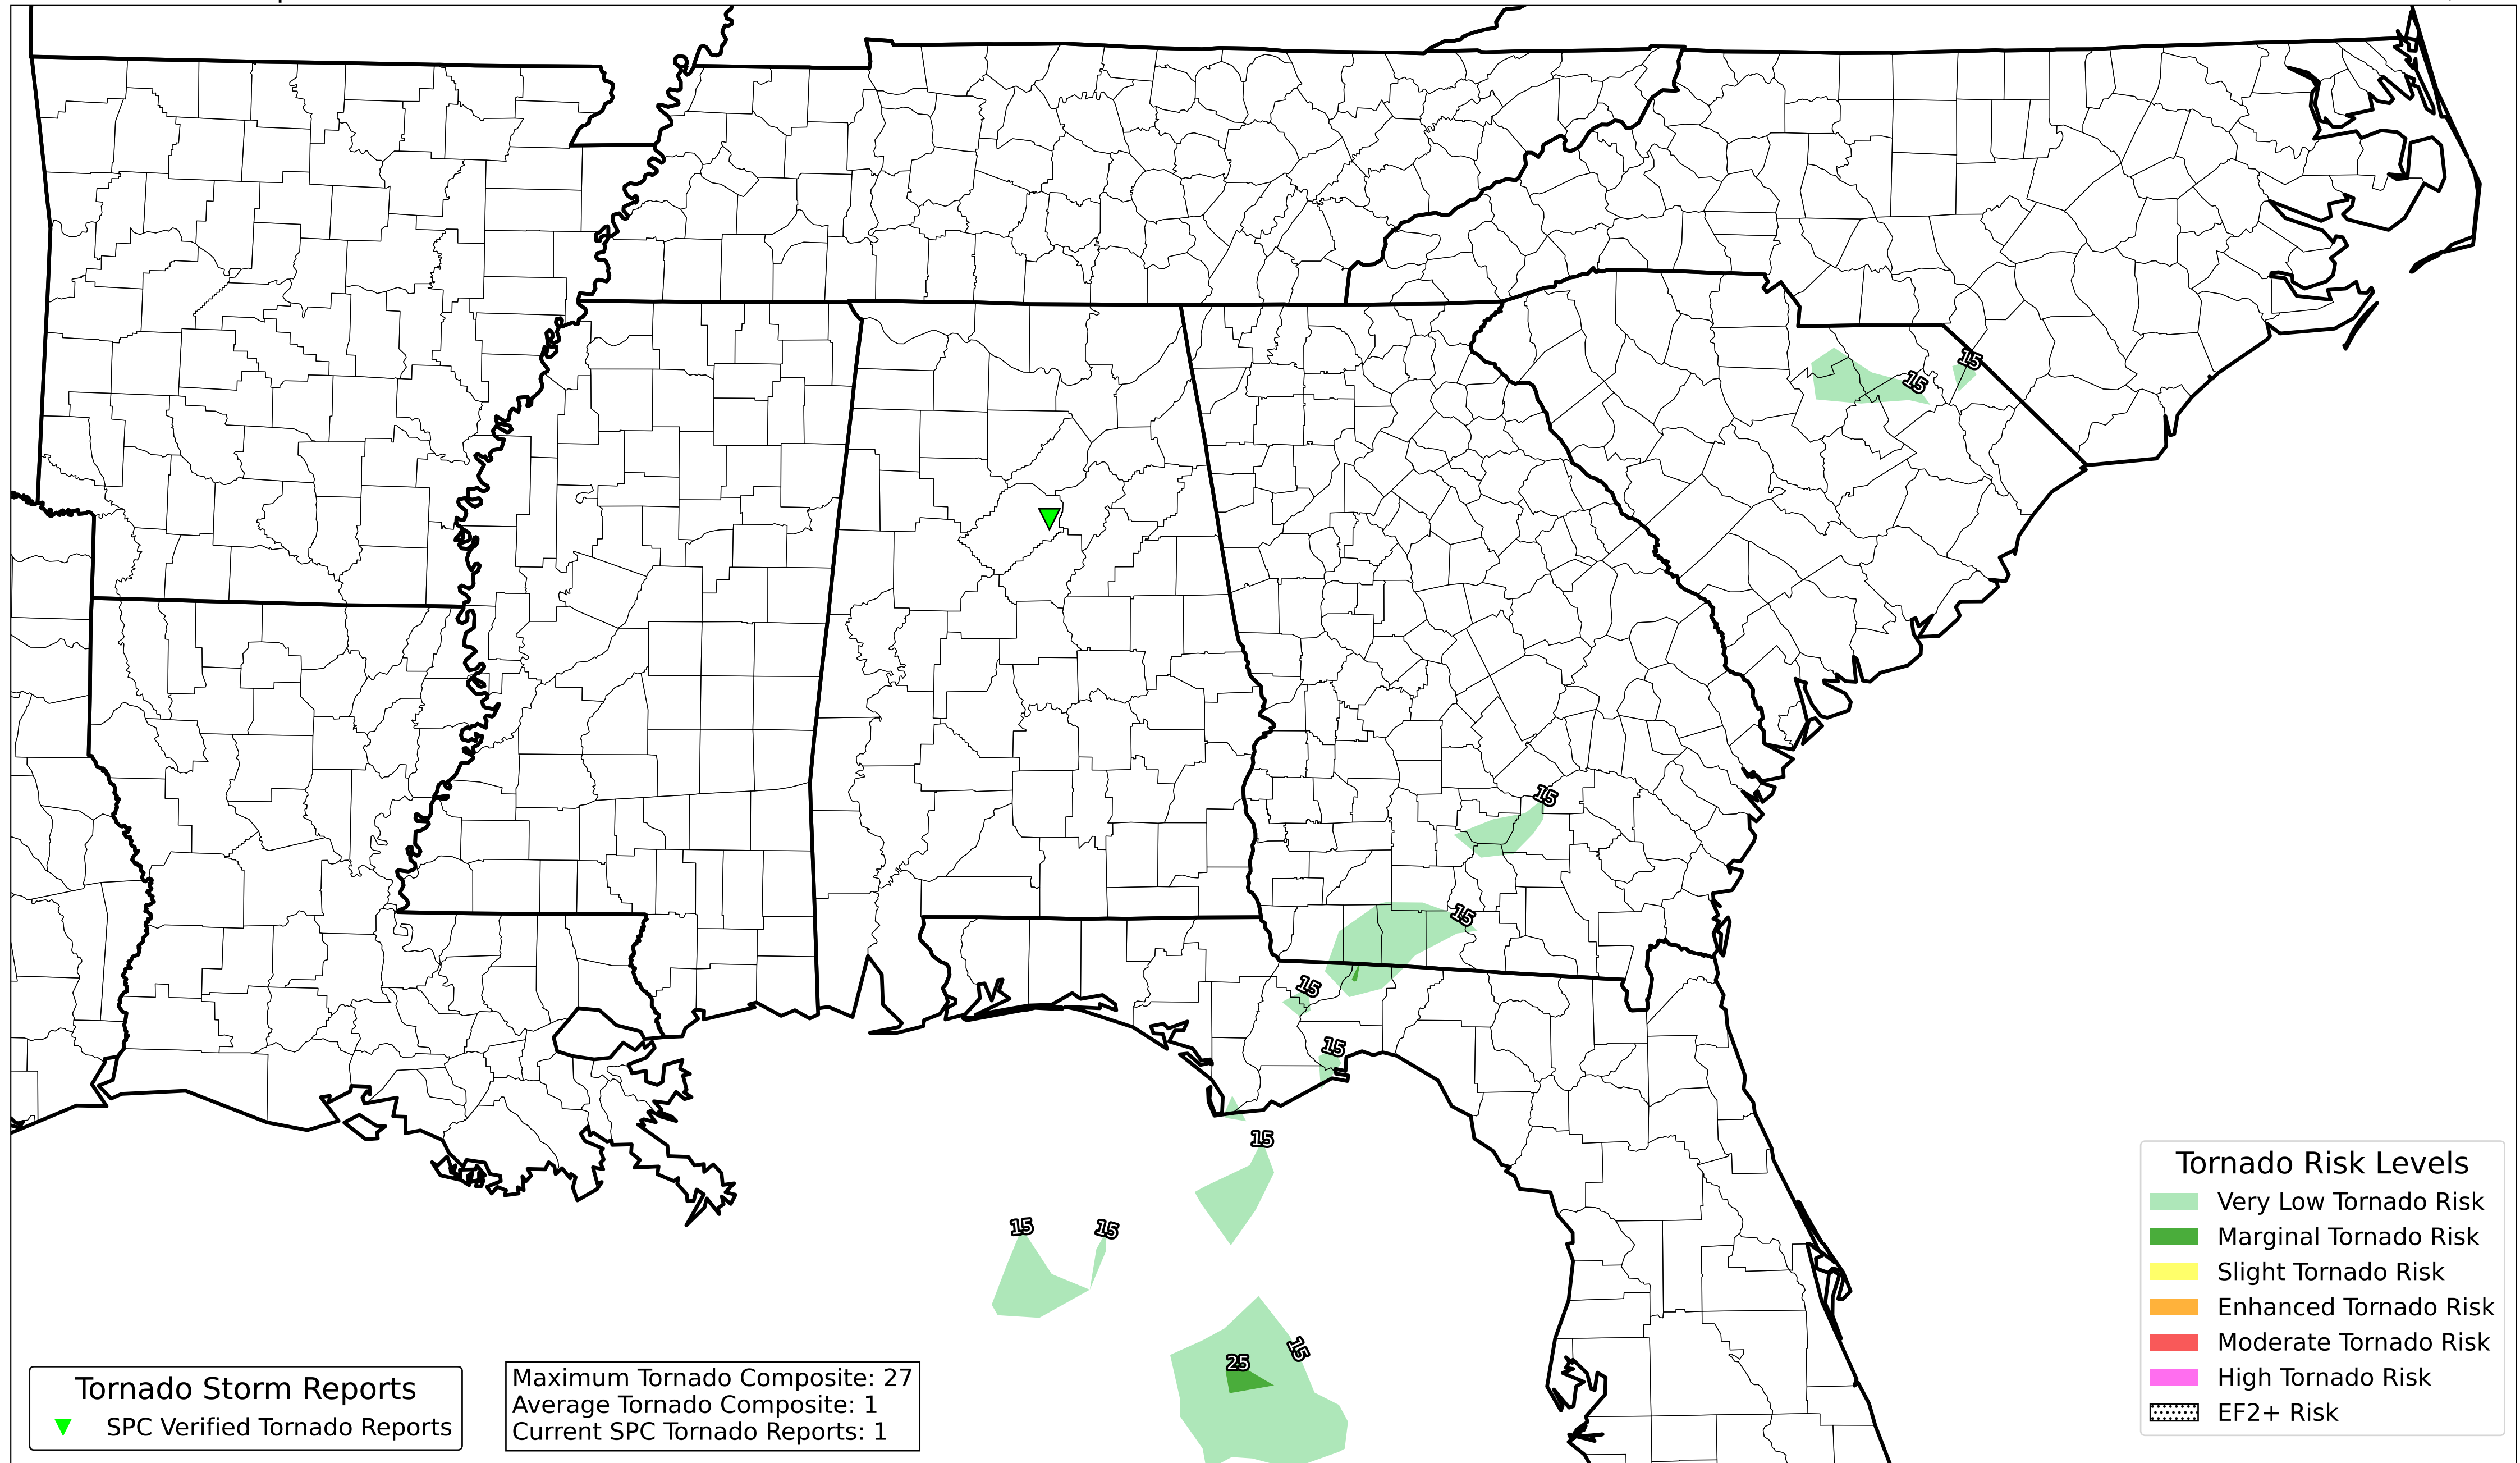 15
15
15
15
15
15
15
15
15
15
25
Tornado Risk Levels
Very Low Tornado Risk
Marginal Tornado Risk
Slight Tornado Risk
Enhanced Tornado Risk
Moderate Tornado Risk
High Tornado Risk
EF2+ Risk
Tornado Storm Reports
SPC Verified Tornado Reports
Maximum Tornado Composite: 27
Average Tornado Composite: 1
Current SPC Tornado Reports: 1